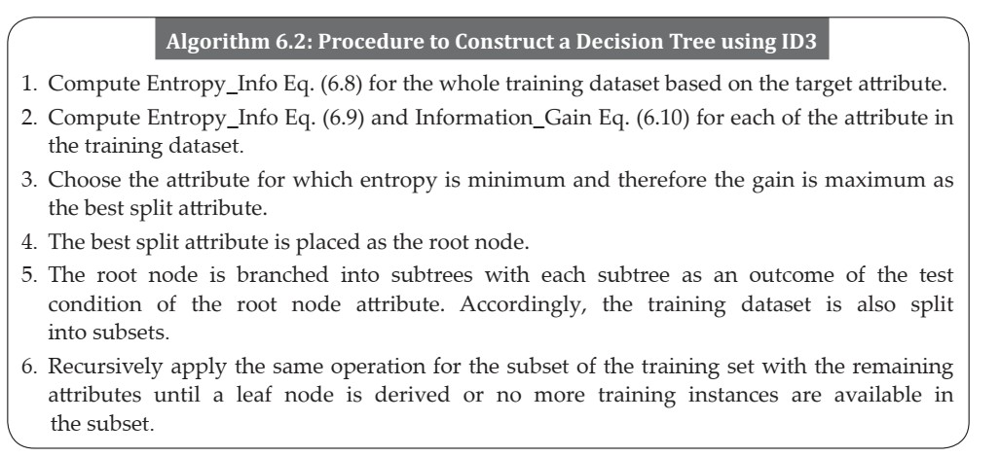 Algorithm 6.2: Procedure to Construct a Decision Tree using ID3
1. Compute Entropy_Info Eq. (6.8) for the whole training dataset based on the target attribute.
2. Compute Entropy_Info Eq. (6.9) and Information_Gain Eq. (6.10) for each of the attribute in
the training dataset.
3. Choose the attribute for which entropy is minimum and therefore the gain is maximum as
the best split attribute.
4. The best split attribute is placed as the root node.
5. The root node is branched into subtrees with each subtree as an outcome of the test
condition of the root node attribute. Accordingly, the training dataset is also split
into subsets.
6. Recursively apply the same operation for the subset of the training set with the remaining
attributes until a leaf node is derived or no more training instances are available in
the subset.